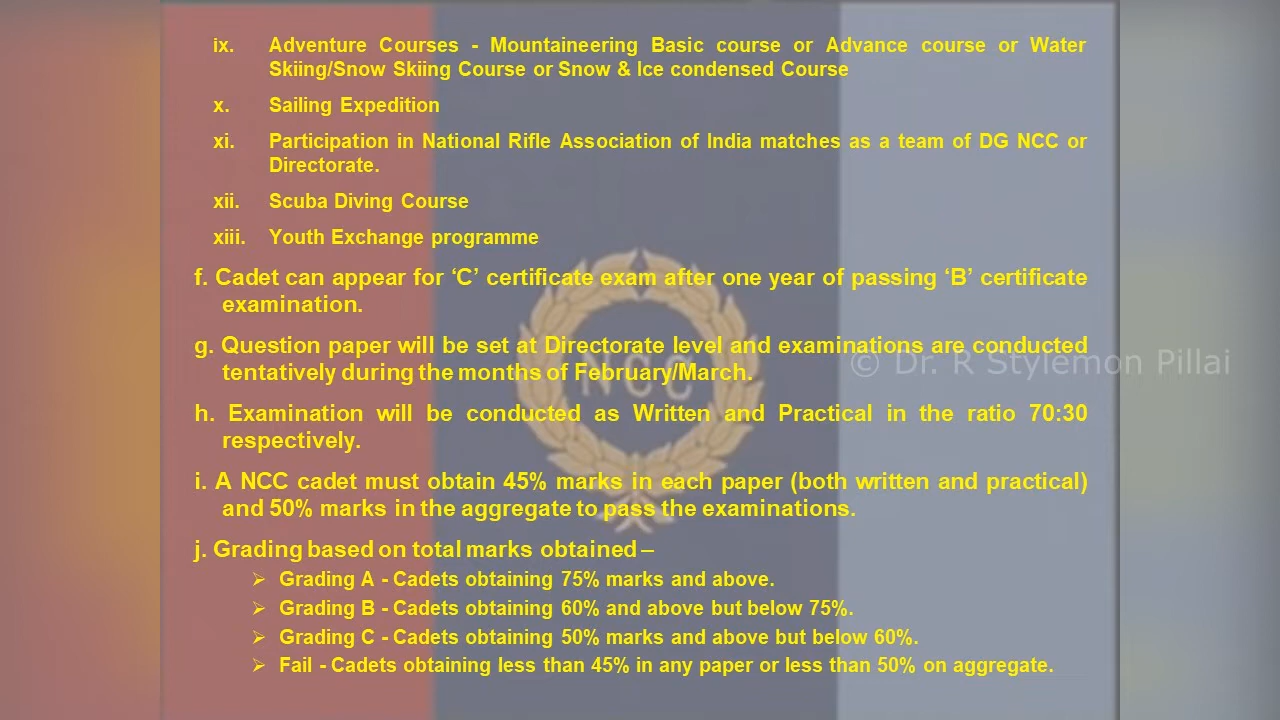 ix. Adventure Courses - Mountaineering Basic course or Advance course or Water
Skiing/Snow Skiing Course or Snow & Ice condensed Course
x. Sailing Expedition
xi. Participation in National Rifle Association of India matches as a team of DG NCC or
Directorate.
xii. Scuba Diving Course
xiii. Youth Exchange programme
f. Cadet can appear for ‘C’ certificate exam after one year of passing ‘B’ certificate
examination.
g. Question paper will be set at Directorate level and examinations are conducted
tentatively during the months of February/March.
© Dr. R Stylemon Pillai
NCC
h. Examination will be conducted as Written and Practical in the ratio 70:30
respectively.
i. A NCC cadet must obtain 45% marks in each paper (both written and practical)
and 50% marks in the aggregate to pass the examinations.
j. Grading based on total marks obtained –
➢ Grading A - Cadets obtaining 75% marks and above.
➢ Grading B - Cadets obtaining 60% and above but below 75%.
➢ Grading C - Cadets obtaining 50% marks and above but below 60%.
➢ Fail - Cadets obtaining less than 45% in any paper or less than 50% on aggregate.